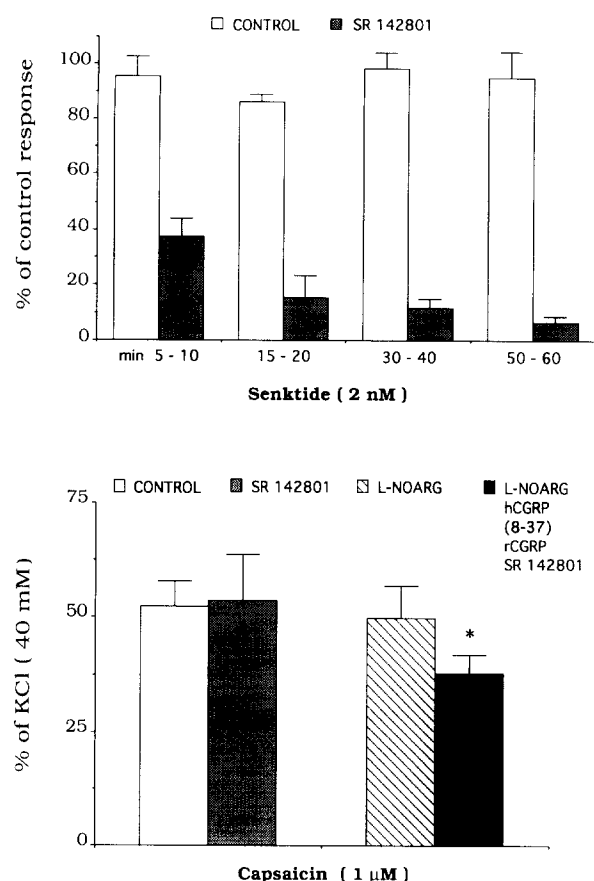 CONTROL SR 142801
% of control response
100
80
60
40
20
0
min 5 - 10 15 - 20 30 - 40 50 - 60
Senktide ( 2 nM )
CONTROL SR 142801 L-NOARG L-NOARG
hCGRP
(8-37)
rCGRP
SR 142801
% of KCl ( 40 mM)
75
50
25
0
*
Capsaicin ( 1 µM )